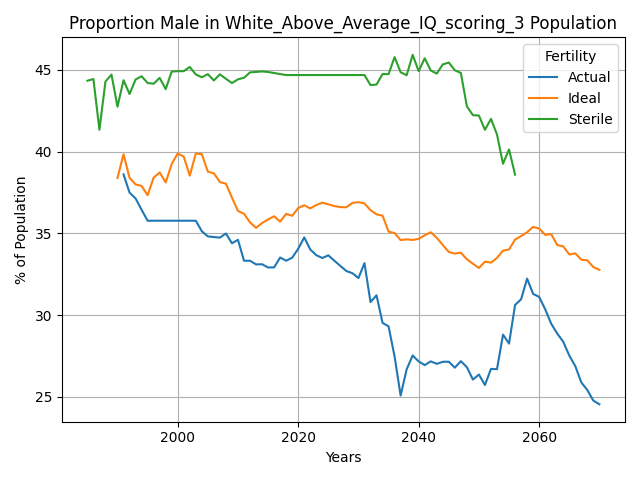 Proportion Male in White_Above_Average_IQ_scoring_3 Population
Fertility
Actual
Ideal
Sterile
% of Population
45
40
35
30
25
2000
2020
2040
2060
Years